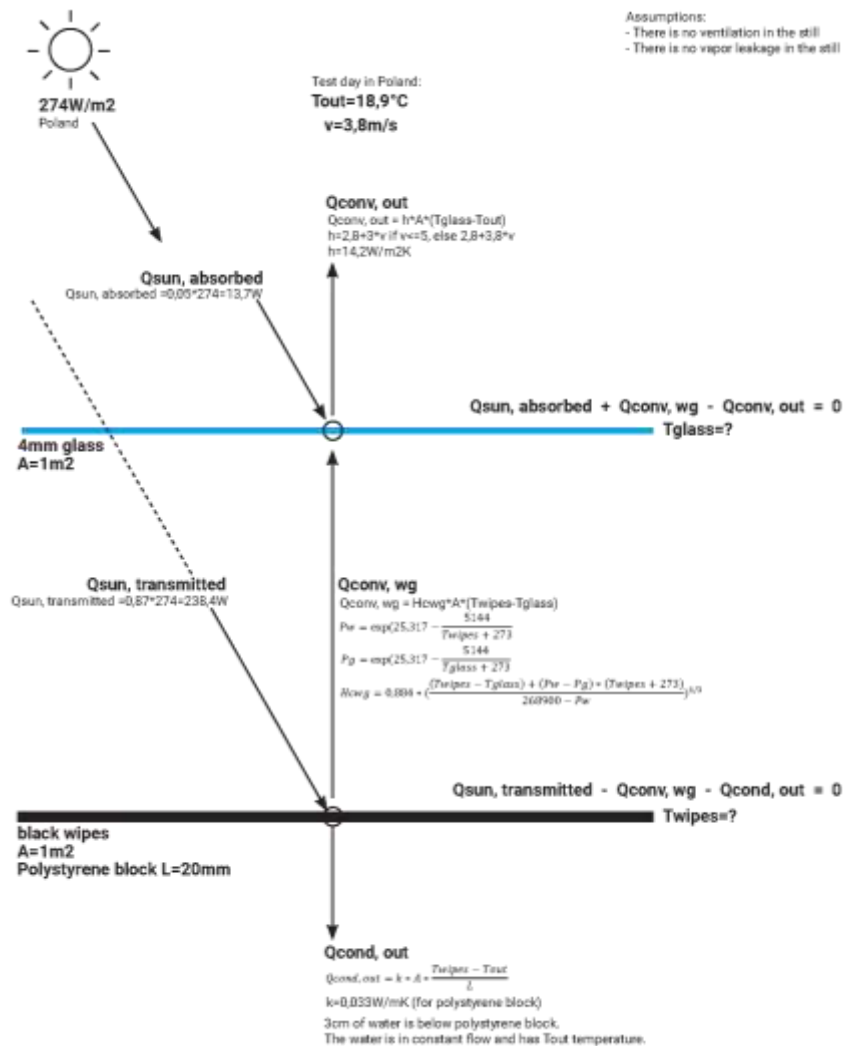 Assumptions:
- There is no ventilation in the still
- There is no vapor leakage in the still
274W/m2
Poland
Test day in Poland:
Tout=18,9°C
v=3,8m/s
Qconv, out
Qconv, out = h*A*(Tglass-Tout)
h=2,8+3*v if v<=5, else 2,8+3,8*v
h=14,2W/m2K
Qsun, absorbed
Qsun, absorbed =0,05*274=13,7W
Qsun, absorbed + Qconv, wg - Qconv, out = 0
Tglass=?
4mm glass
A=1m2
Qsun, transmitted
Qsun, transmitted =0,87*274=238,4W
Qconv, wg
Qconv, wg = Hcwg*A*(Twipes-Tglass)
Pw = exp(25,317 - 5144 / Twipes + 273
Pg = exp(25,317 - 5144 / Tglass + 273
Hcwg = 0,884 * ((Twipes - Tglass) + (Pw - Pg) * (Twipes + 273) / 268900 - Pw)^1/3
Qsun, transmitted - Qconv, wg - Qcond, out = 0
Twipes=?
black wipes
A=1m2
Polystyrene block L=20mm
Qcond, out
Qcond, out = k * A * Twipes - Tout / L
k=0,033W/mK (for polystyrene block)
3cm of water is below polystyrene block.
The water is in constant flow and has Tout temperature.